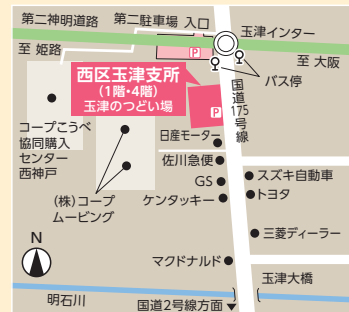 第二神明道路
第二駐車場 入口
玉津インター
至 姫路
至 大阪
P
バス停
西区玉津支所
(1階・4階)
玉津のつどい場
P
国道175号線
コープこうべ
協同購入
センター
西神戸
日産モーター
佐川急便
GS
ケンタッキー
スズキ自動車
トヨタ
(株)コープ
ムービング
三菱ディーラー
N
マクドナルド
玉津大橋
明石川
国道2号線方面